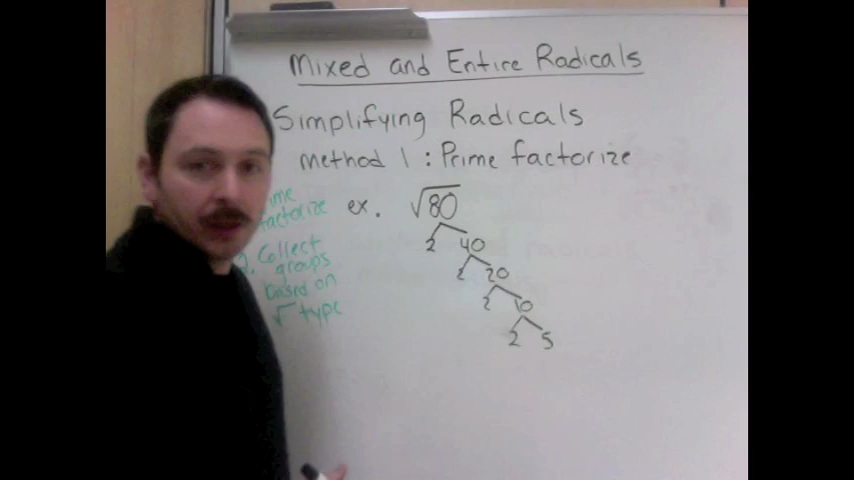 Mixed and Entire Radicals
Simplifying Radicals
method 1 : Prime factorize
ex. √80
2 40
2 20
2 10
2 5
factorize
2. Collect
groups
based on
√ type